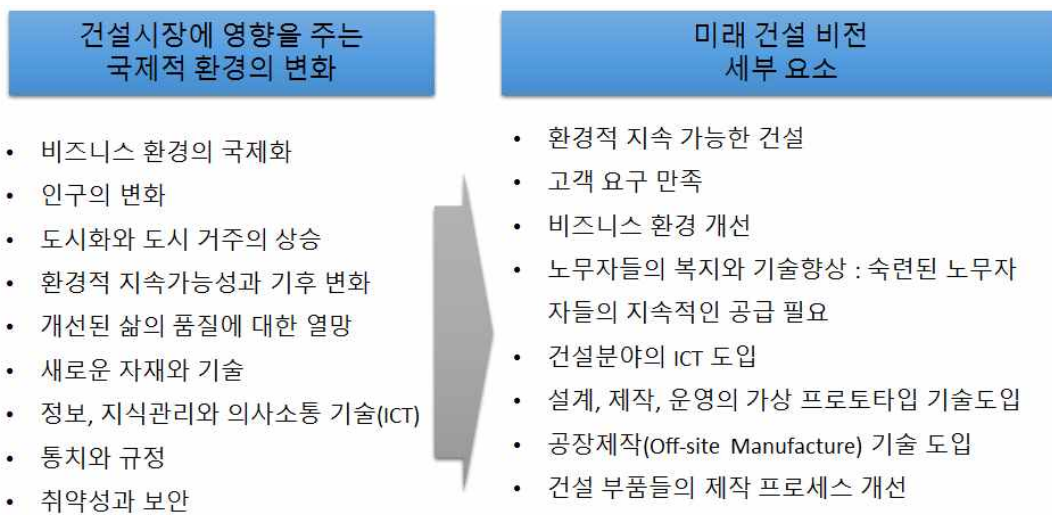 건설시장에 영향을 주는
국제적 환경의 변화
• 비즈니스 환경의 국제화
• 인구의 변화
• 도시화와 도시 거주의 상승
• 환경적 지속가능성과 기후 변화
• 개선된 삶의 품질에 대한 열망
• 새로운 자재와 기술
• 정보, 지식관리와 의사소통 기술(ICT)
• 통치와 규정
• 취약성과 보안
미래 건설 비전
세부 요소
• 환경적 지속 가능한 건설
• 고객 요구 만족
• 비즈니스 환경 개선
• 노무자들의 복지와 기술향상 : 숙련된 노무자
자들의 지속적인 공급 필요
• 건설분야의 ICT 도입
• 설계, 제작, 운영의 가상 프로토타입 기술도입
• 공장제작(Off-site Manufacture) 기술 도입
• 건설 부품들의 제작 프로세스 개선